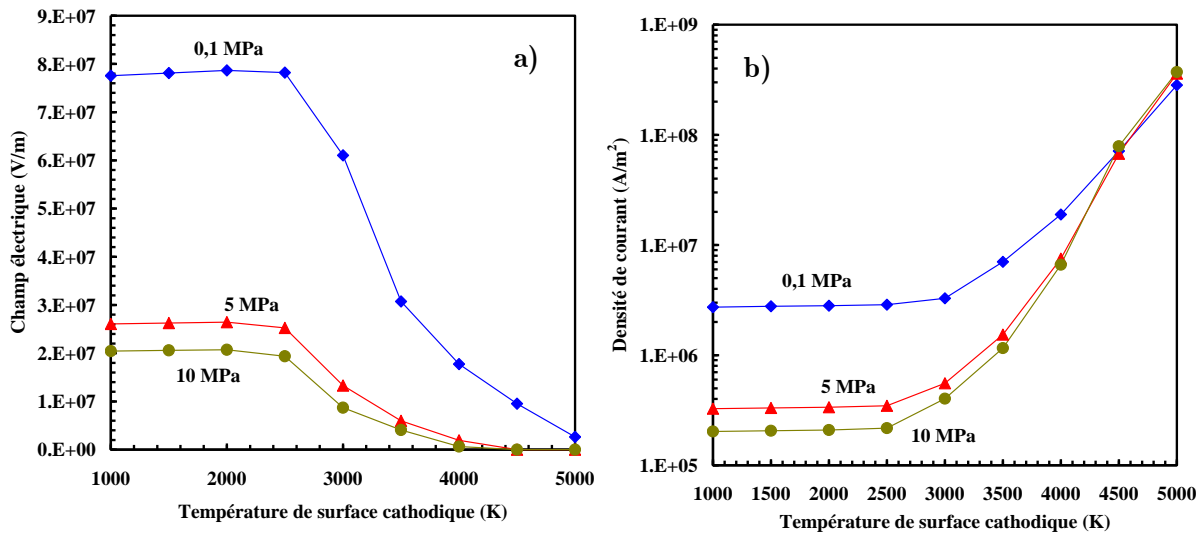 9.E+07
8.E+07
7.E+07
6.E+07
5.E+07
4.E+07
3.E+07
2.E+07
1.E+07
0.E+00
Champ électrique (V/m)
a)
0,1 MPa
5 MPa
10 MPa
1000 2000 3000 4000 5000
Température de surface cathodique (K)
1.E+09
1.E+08
1.E+07
1.E+06
1.E+05
Densité de courant (A/m²)
b)
0,1 MPa
5 MPa
10 MPa
1000 1500 2000 2500 3000 3500 4000 4500 5000
Température de surface cathodique (K)